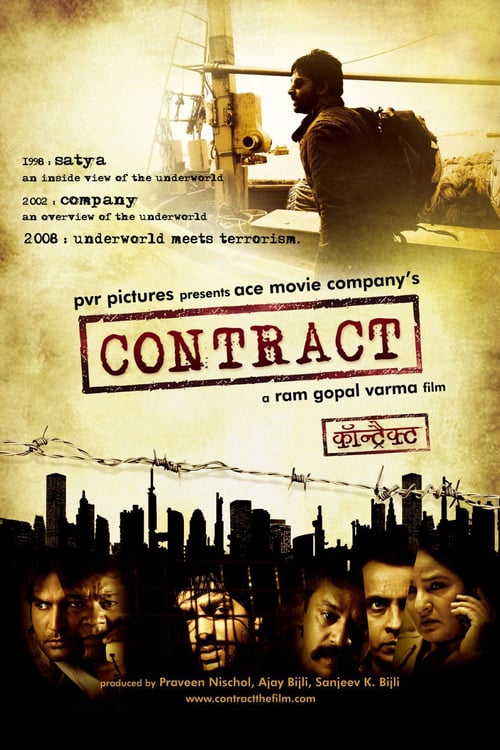 1998 : satya
an inside view of the underworld
2002 : company
an overview of the underworld
2008 : underworld meets terrorism.
pvr pictures presents ace movie company's
CONTRACT
a ram gopal varma film
कॉन्ट्रैक्ट
produced by Praveen Nischol, Ajay Bijli, Sanjeev K. Bijli
www.contractthefilm.com